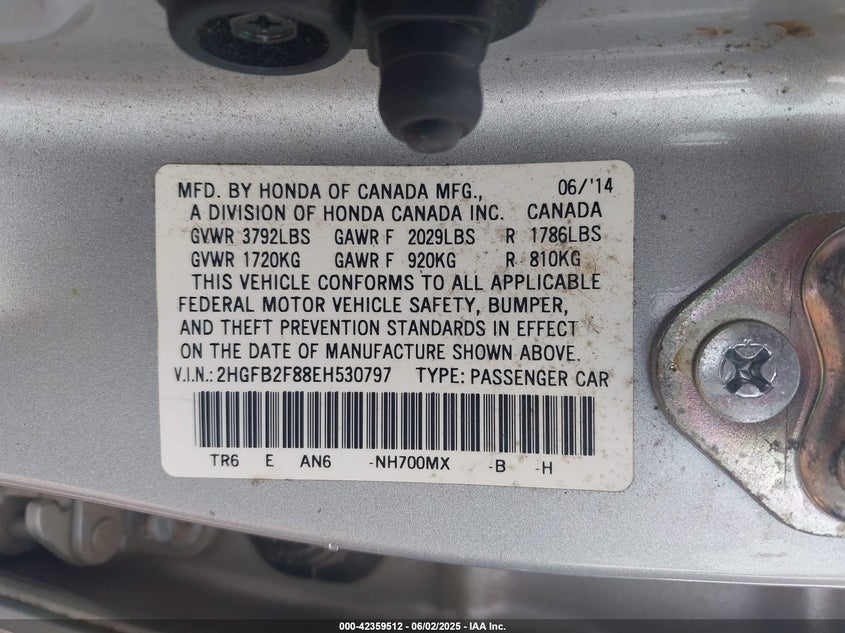 MFD. BY HONDA OF CANADA MFG., 06/'14
A DIVISION OF HONDA CANADA INC. CANADA
GVWR 3792LBS GAWR F 2029LBS R 1786LBS
GVWR 1720KG GAWR F 920KG R 810KG
THIS VEHICLE CONFORMS TO ALL APPLICABLE
FEDERAL MOTOR VEHICLE SAFETY, BUMPER,
AND THEFT PREVENTION STANDARDS IN EFFECT
ON THE DATE OF MANUFACTURE SHOWN ABOVE.
V.I.N.: 2HGFB2F88EH530797 TYPE: PASSENGER CAR
TR6 E AN6 -NH700MX -B -H
000-42359512 - 06/02/2025 - IAA Inc.